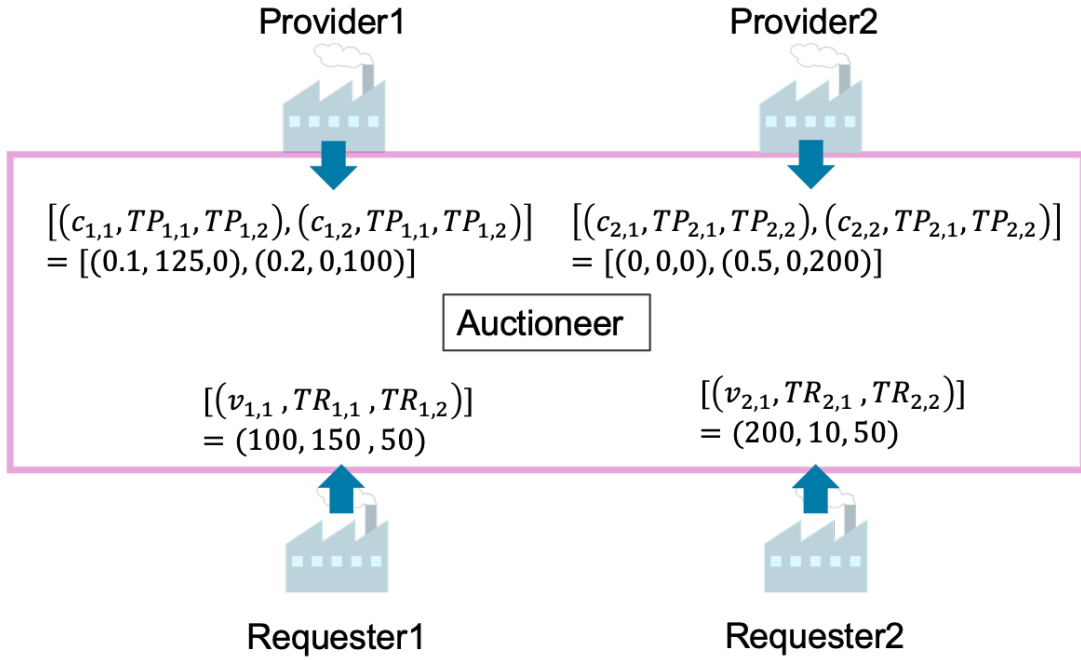 Provider1
Provider2
[(c₁,₁, TP₁,₁, TP₁,₂), (c₁,₂, TP₁,₁, TP₁,₂)]
= [(0.1, 125,0), (0.2, 0,100)]
[(c₂,₁, TP₂,₁, TP₂,₂), (c₂,₂, TP₂,₁, TP₂,₂)]
= [(0, 0,0), (0.5, 0,200)]
Auctioneer
[(v₁,₁ , TR₁,₁ , TR₁,₂)]
= (100, 150 , 50)
[(v₂,₁, TR₂,₁ , TR₂,₂)]
= (200, 10, 50)
Requester1
Requester2